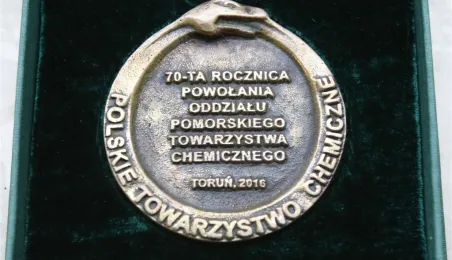 70-TA ROCZNICA
POWOŁANIA
ODDZIAŁU
POMORSKIEGO
TOWARZYSTWA
CHEMICZNEGO
TORUŃ, 2016
POLSKIE TOWARZYSTWO CHEMICZNE